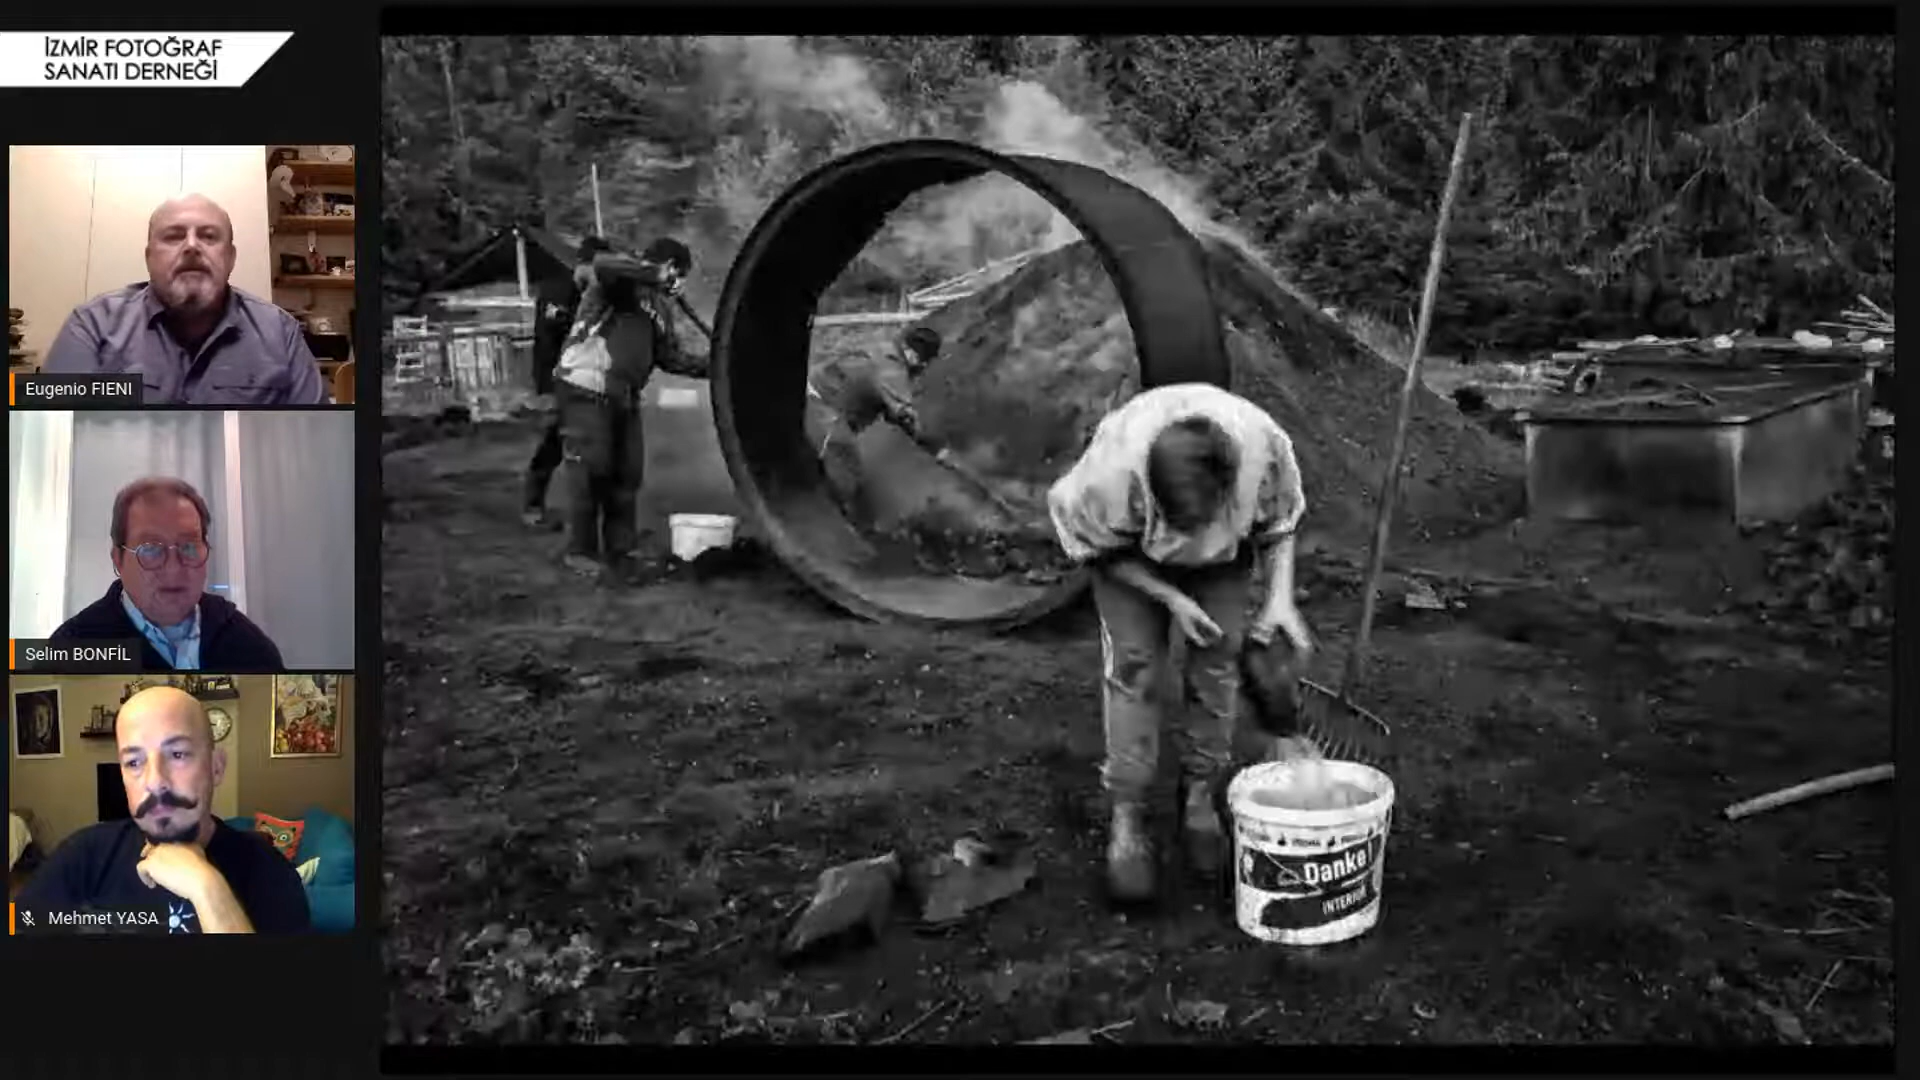 İZMİR FOTOĞRAF
SANATI DERNEĞİ
Eugenio FIENI
Selim BONFİL
Mehmet YASA
Danke!
INTERIOR